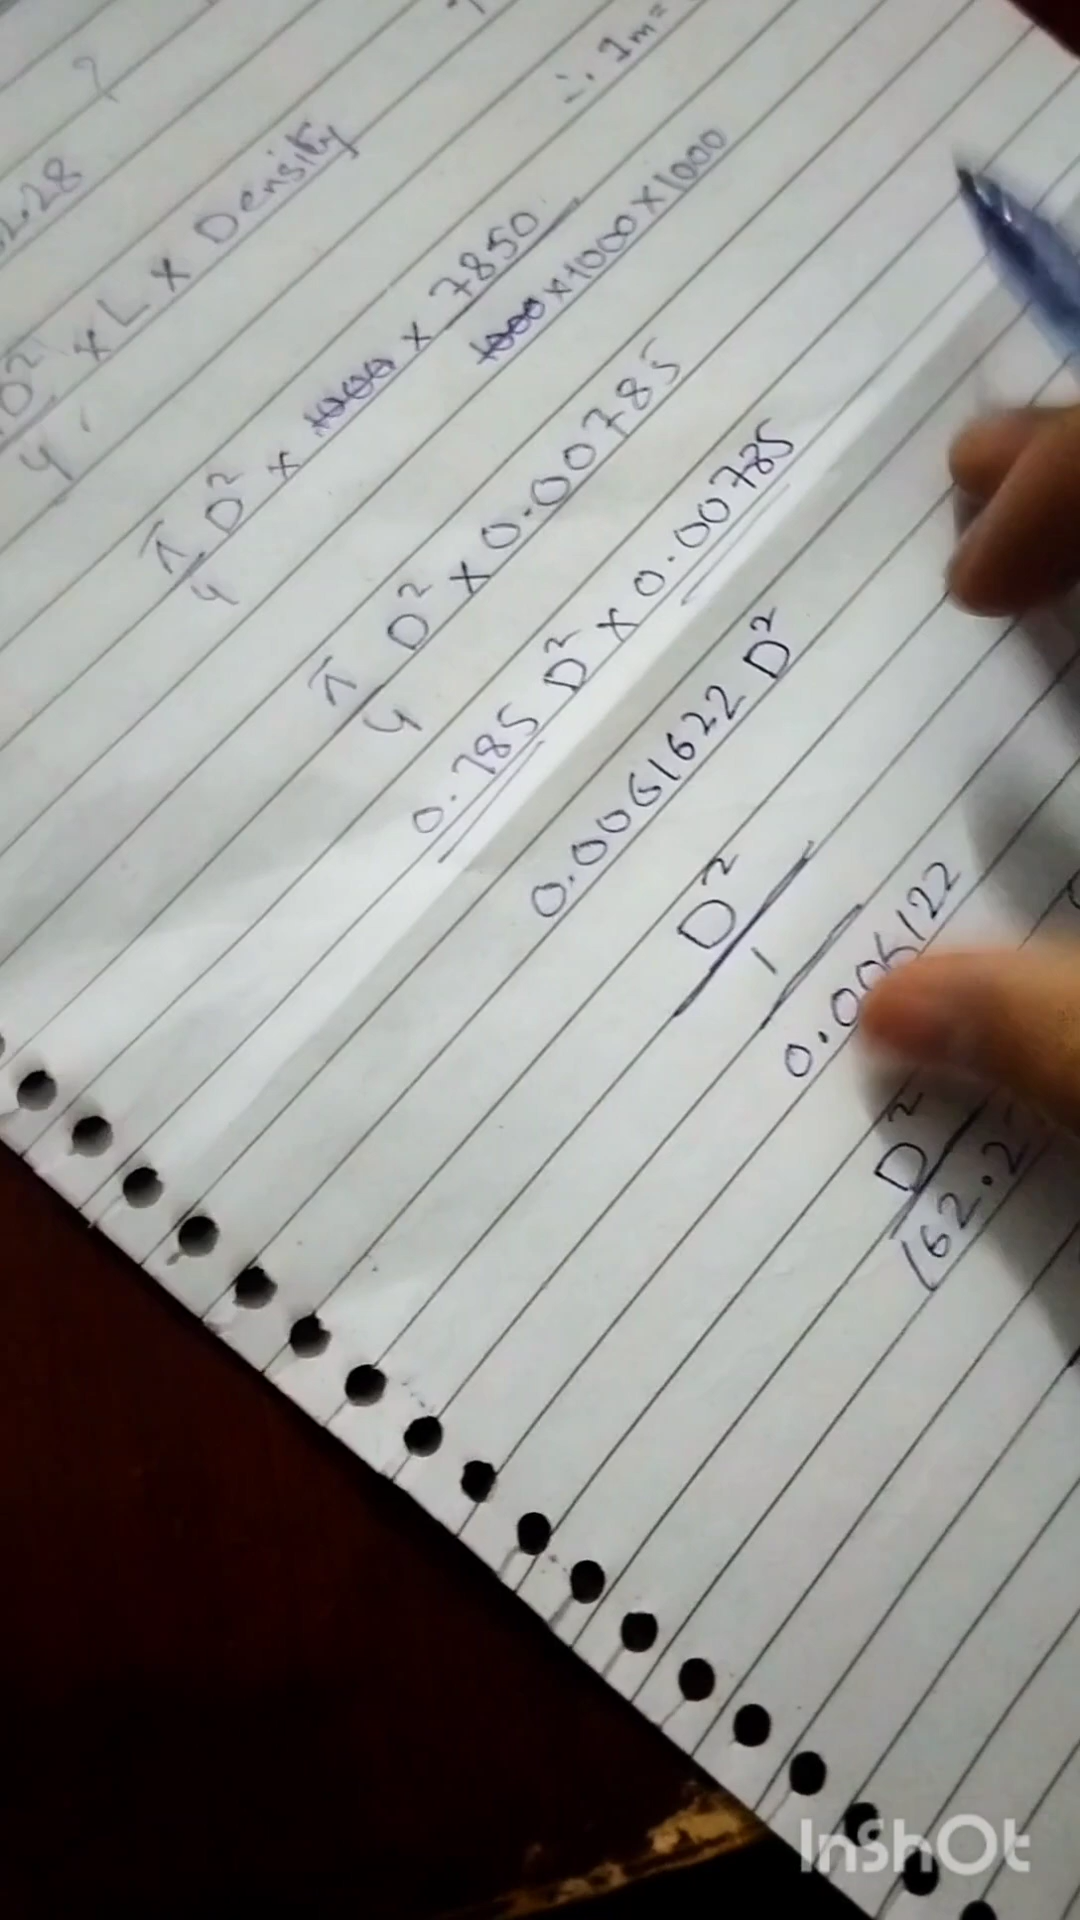 2.28 ?
D² × L × Density
4
∴ 1m =
π D² × 1000 × 7850
4 1000 × 1000 × 1000
π D² × 0.00785
4
0.785 D² × 0.00785
0.0061622 D²
D²
1
0.006122
D²
162.2
InShOt